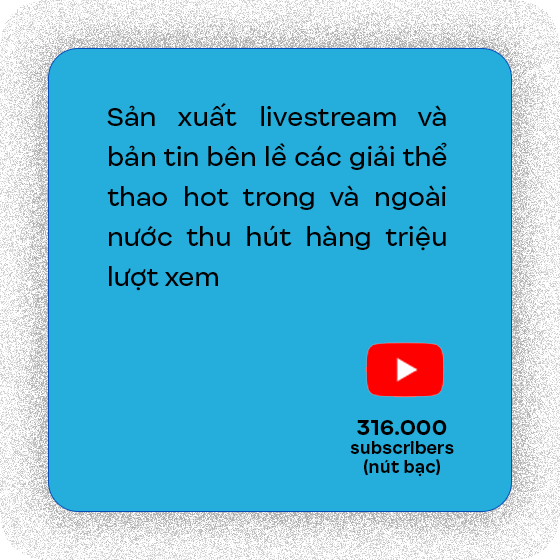 Sản xuất livestream và
bản tin bên lề các giải thể
thao hot trong và ngoài
nước thu hút hàng triệu
lượt xem
316.000
subscribers
(nút bạc)